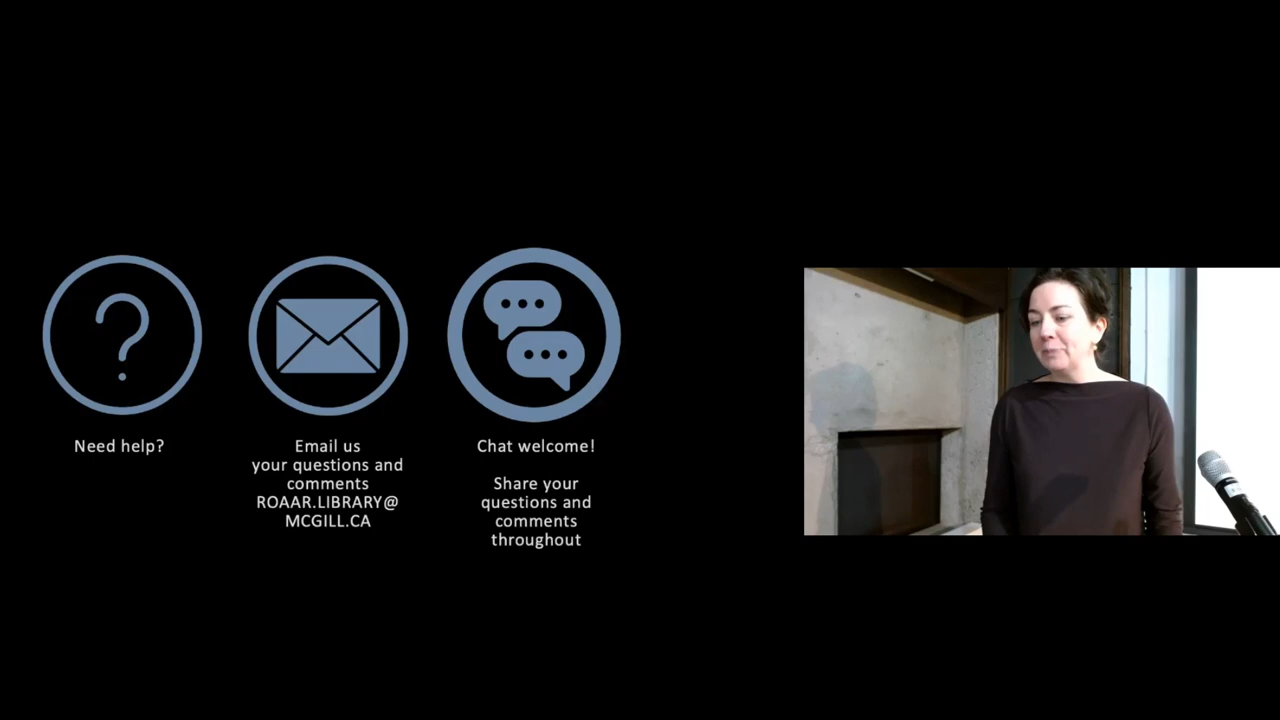 Need help?
Email us
your questions and
comments
ROAAR.LIBRARY@
MCGILL.CA
Chat welcome!
Share your
questions and
comments
throughout